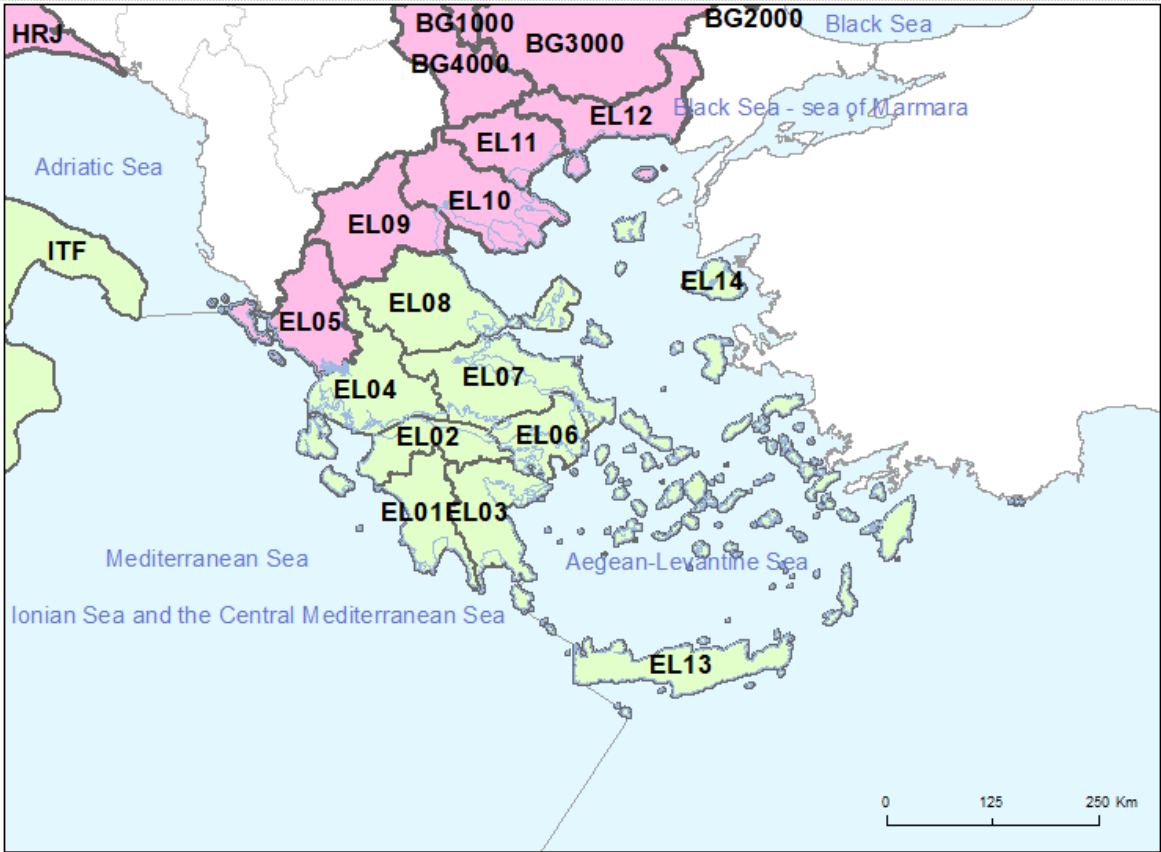 BG1000
BG2000
Black Sea
HRJ
BG3000
BG4000
Black Sea - sea of Marmara
EL12
EL11
Adriatic Sea
EL10
EL09
ITF
EL14
EL08
EL05
EL07
EL04
EL02
EL06
EL01
EL03
Mediterranean Sea
Aegean-Levantine Sea
Ionian Sea and the Central Mediterranean Sea
EL13
0 125 250 Km